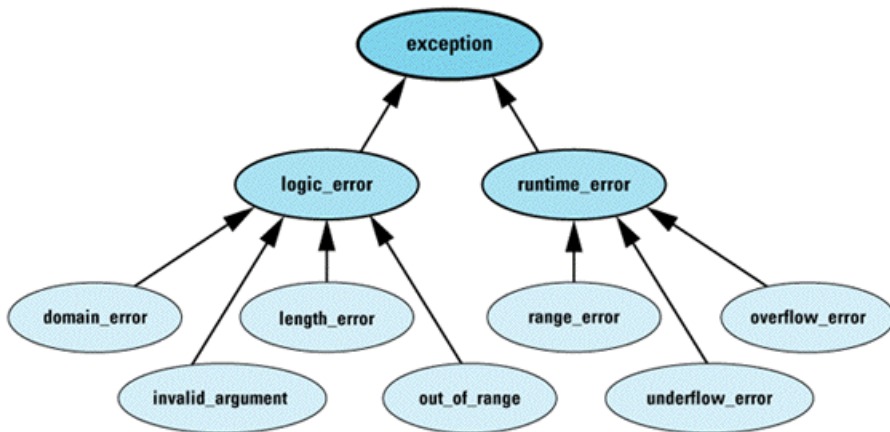 exception
logic_error
runtime_error
domain_error
length_error
range_error
overflow_error
invalid_argument
out_of_range
underflow_error